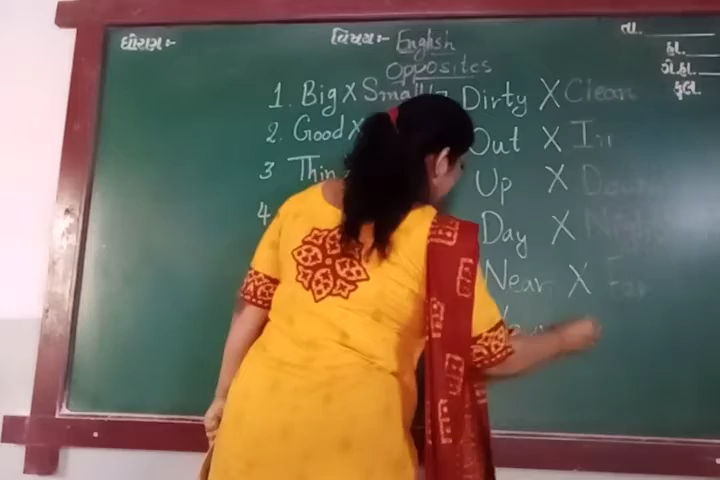 ધોરણ:-
વિષય:- English
તા.
હા.
ગે.હા.
કુલ.
Opposites
1. Big X Small
Dirty X Clean
2. Good X
Out X In
3 Thin
Up X Down
4
Day X Night
Near X Far